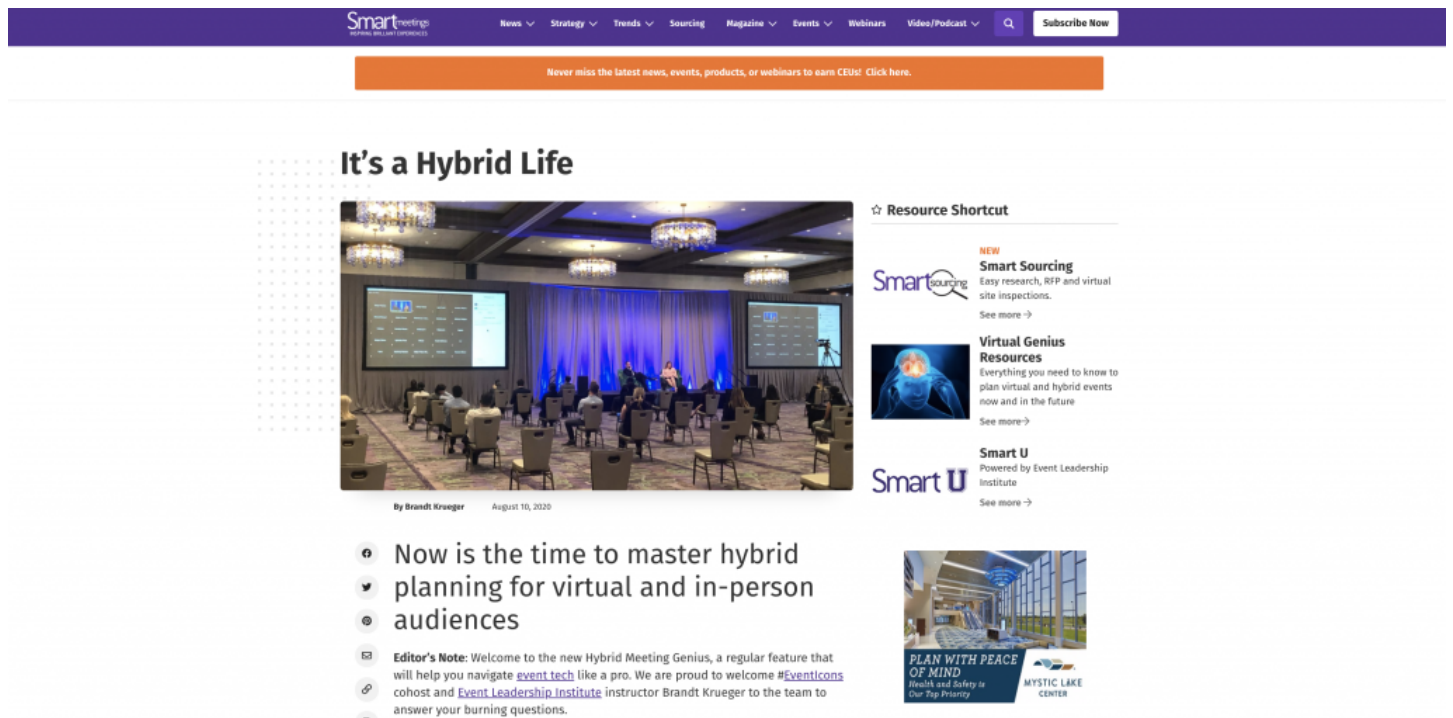 Smartmeetings
INSPIRING BRILLIANT EXPERIENCES
News
Strategy
Trends
Sourcing
Magazine
Events
Webinars
Video/Podcast
Subscribe Now
Never miss the latest news, events, products, or webinars to earn CEUs! Click here.
It's a Hybrid Life
By Brandt Krueger
August 10, 2020
Now is the time to master hybrid
planning for virtual and in-person
audiences
Editor's Note: Welcome to the new Hybrid Meeting Genius, a regular feature that
will help you navigate event tech like a pro. We are proud to welcome #EventIcons
cohost and Event Leadership Institute instructor Brandt Krueger to the team to
answer your burning questions.
Resource Shortcut
Smartsourcing
NEW
Smart Sourcing
Easy research, RFP and virtual
site inspections.
See more →
Virtual Genius
Resources
Everything you need to know to
plan virtual and hybrid events
now and in the future
See more→
Smart U
Smart U
Powered by Event Leadership
Institute
See more →
PLAN WITH PEACE
OF MIND
Health and Safety is
Our Top Priority
MYSTIC LAKE
CENTER